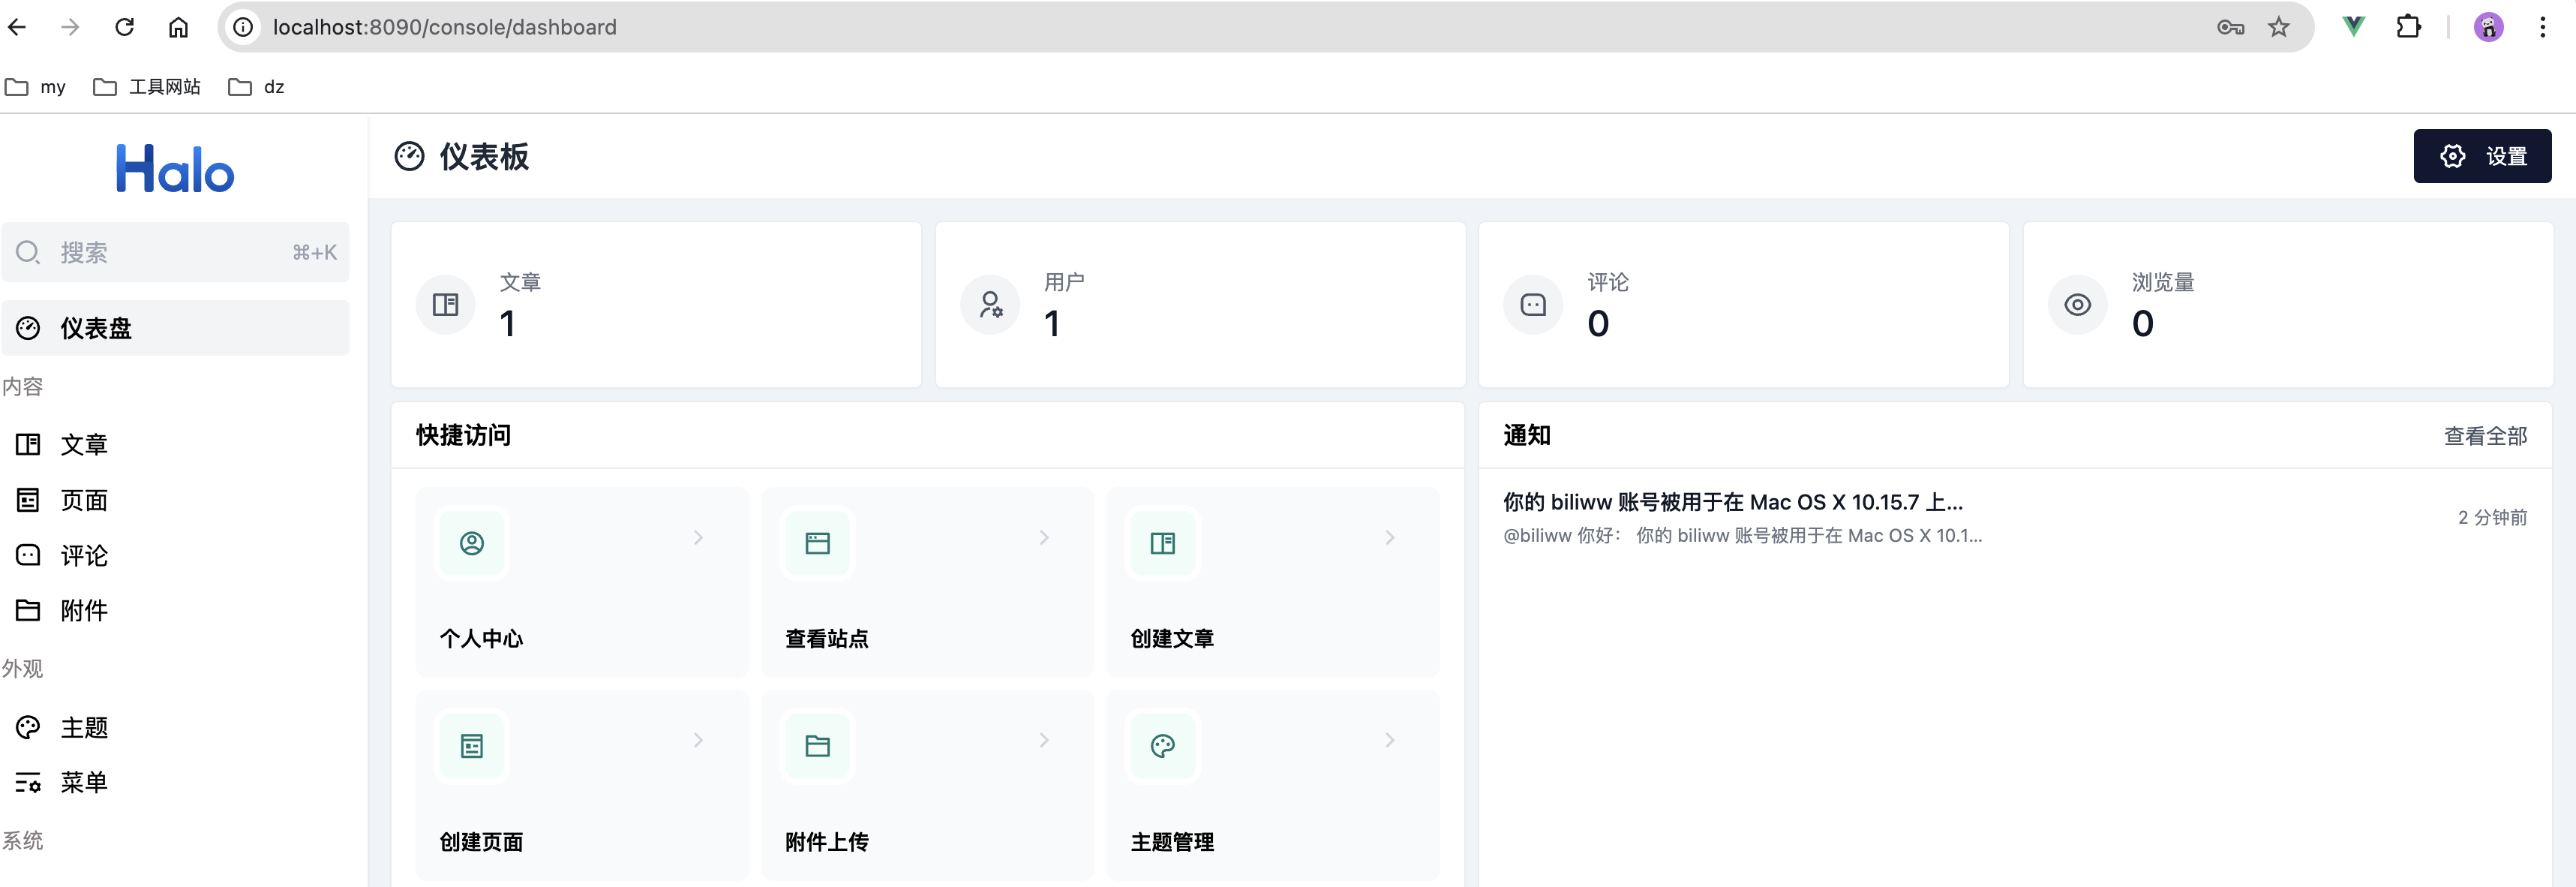 localhost:8090/console/dashboard
my
工具网站
dz
Halo
搜索
⌘+K
仪表盘
内容
文章
页面
评论
附件
外观
主题
菜单
系统
仪表板
设置
文章
1
用户
1
评论
0
浏览量
0
快捷访问
个人中心
查看站点
创建文章
创建页面
附件上传
主题管理
通知
查看全部
你的 biliww 账号被用于在 Mac OS X 10.15.7 上...
@biliww 你好： 你的 biliww 账号被用于在 Mac OS X 10.1...
2 分钟前